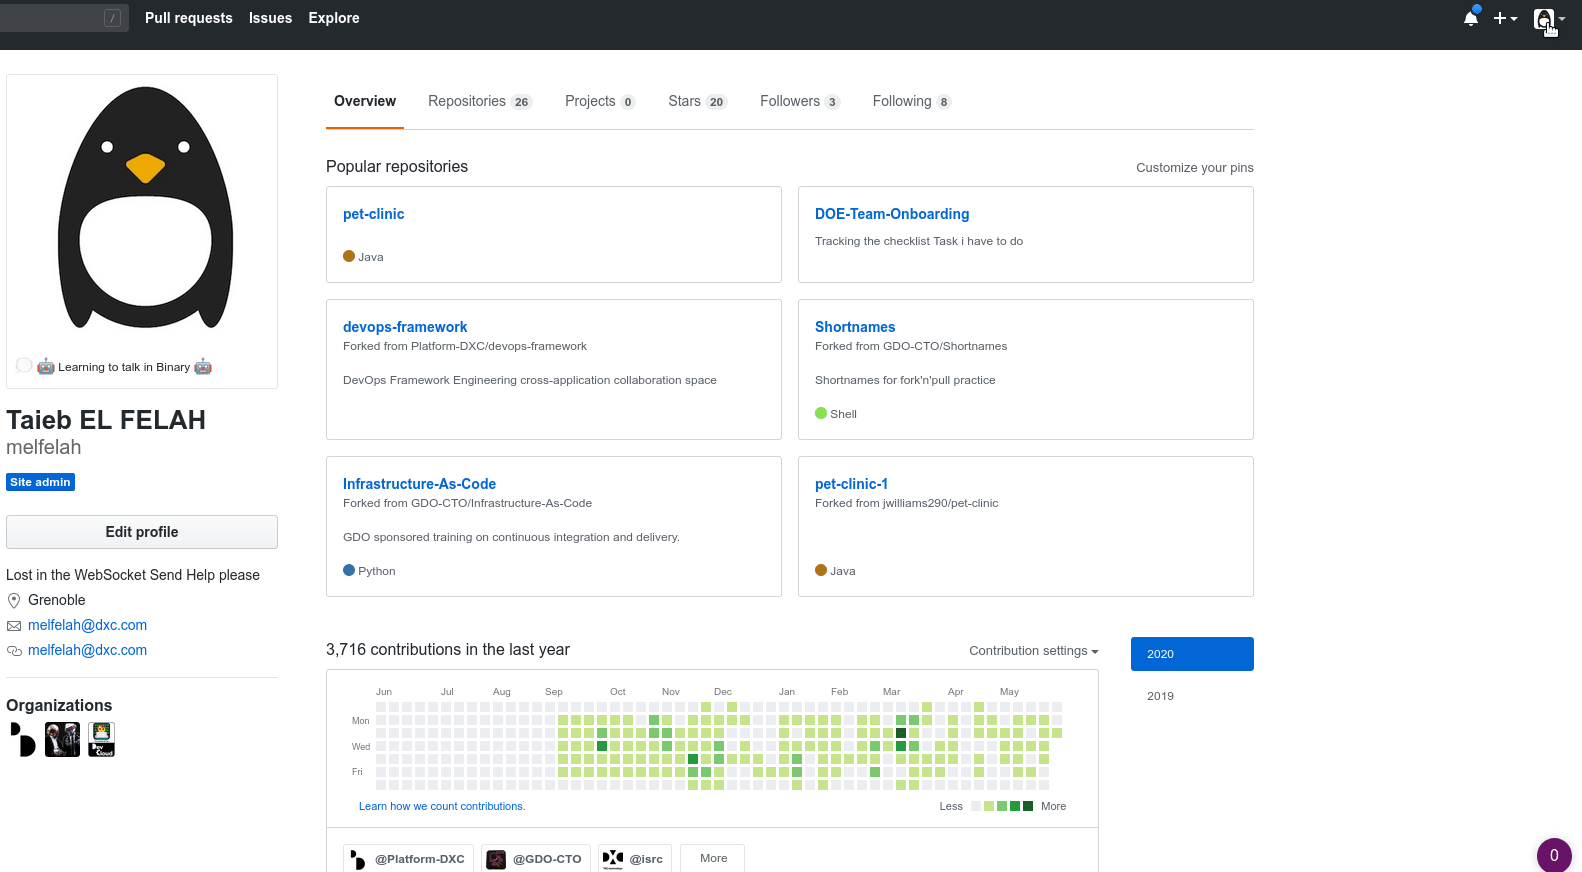 /
Pull requests Issues Explore
Overview Repositories 26 Projects 0 Stars 20 Followers 3 Following 8
Popular repositories Customize your pins
pet-clinic
Java
DOE-Team-Onboarding
Tracking the checklist Task i have to do
devops-framework
Forked from Platform-DXC/devops-framework
DevOps Framework Engineering cross-application collaboration space
Shortnames
Forked from GDO-CTO/Shortnames
Shortnames for fork'n'pull practice
Shell
Infrastructure-As-Code
Forked from GDO-CTO/Infrastructure-As-Code
GDO sponsored training on continuous integration and delivery.
Python
pet-clinic-1
Forked from jwilliams290/pet-clinic
Java
Learning to talk in Binary
Taieb EL FELAH
melfelah
Site admin
Edit profile
Lost in the WebSocket Send Help please
Grenoble
melfelah@dxc.com
melfelah@dxc.com
Organizations
Dev
Cloud
3,716 contributions in the last year Contribution settings
2020
2019
Jun Jul Aug Sep Oct Nov Dec Jan Feb Mar Apr May
Mon
Wed
Fri
Learn how we count contributions. Less More
@Platform-DXC @GDO-CTO @isrc More
0